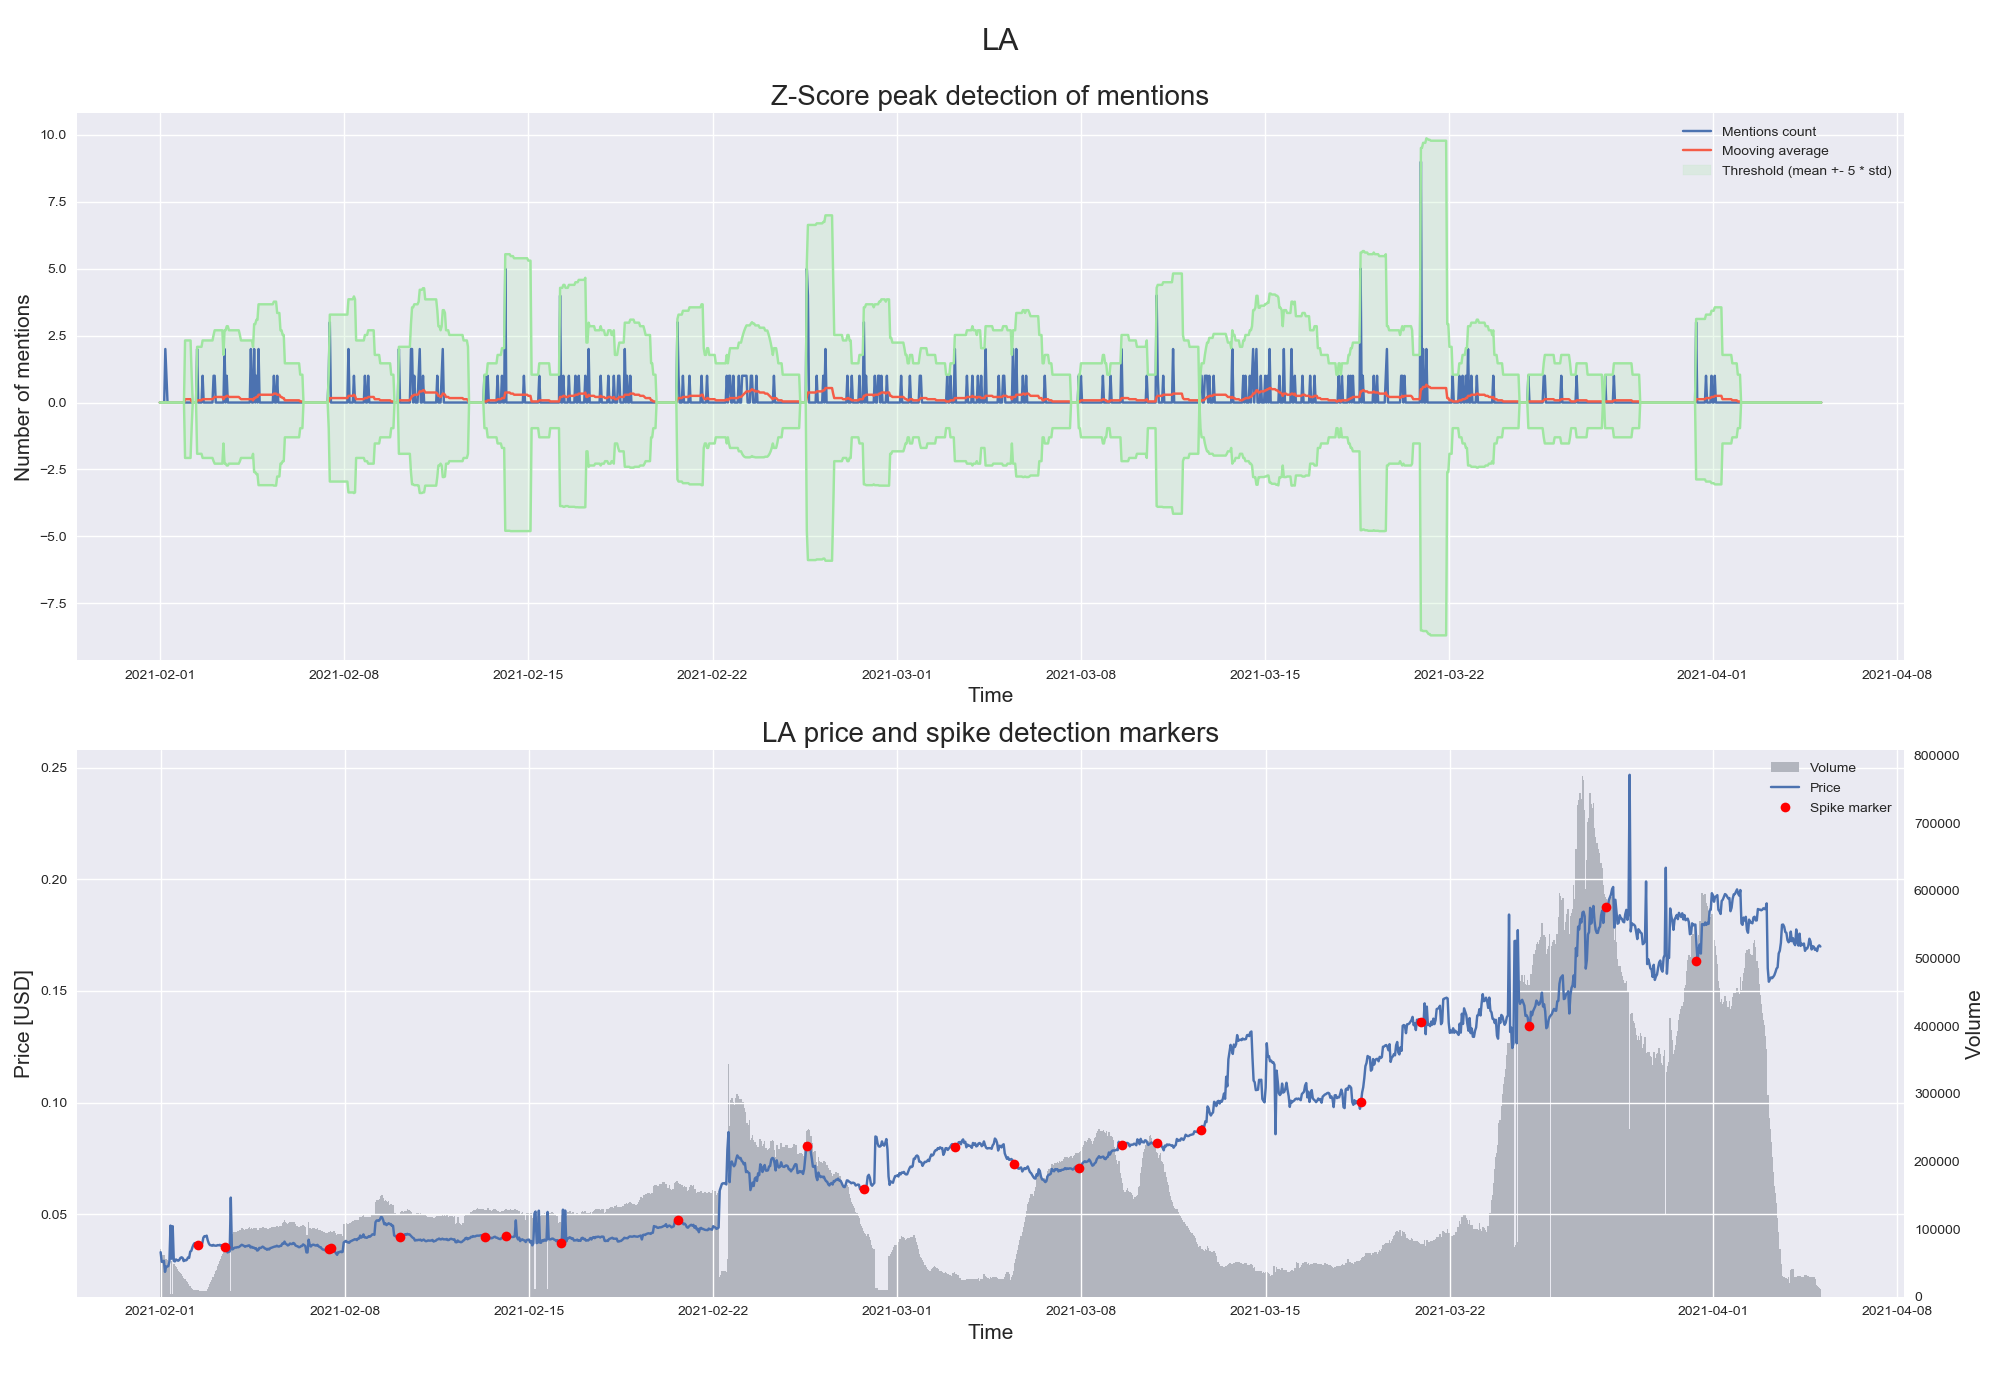 LA
Z-Score peak detection of mentions
10.0
7.5
5.0
2.5
0.0
−2.5
−5.0
−7.5
Number of mentions
Mentions count
Mooving average
Threshold (mean +- 5 * std)
2021-02-01 2021-02-08 2021-02-15 2021-02-22 2021-03-01 2021-03-08 2021-03-15 2021-03-22 2021-04-01 2021-04-08
Time
LA price and spike detection markers
0.25
0.20
0.15
0.10
0.05
Price [USD]
Volume
Price
Spike marker
800000
700000
600000
500000
400000
300000
200000
100000
0
Volume
2021-02-01 2021-02-08 2021-02-15 2021-02-22 2021-03-01 2021-03-08 2021-03-15 2021-03-22 2021-04-01 2021-04-08
Time